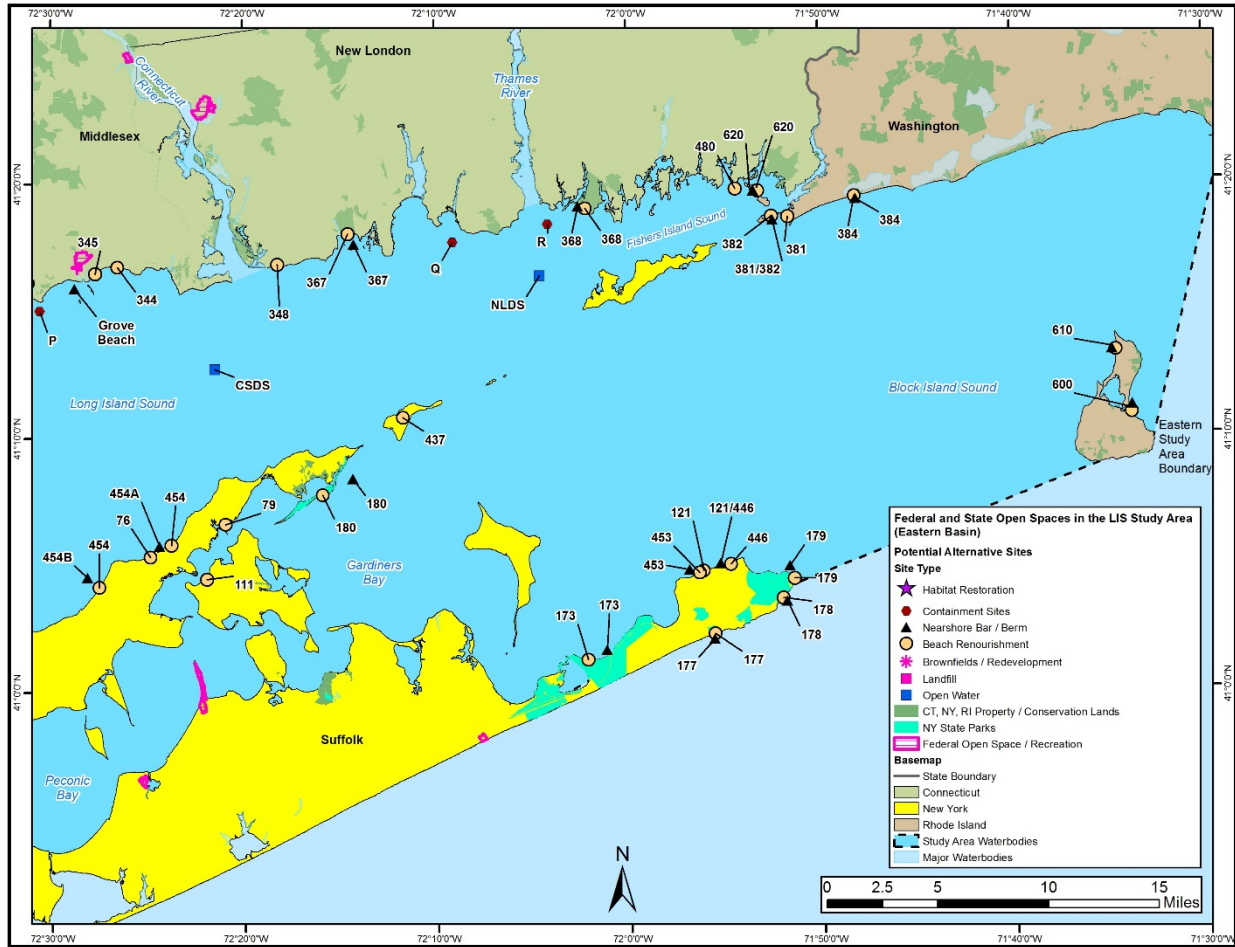 72°30'0"W
72°20'0"W
72°10'0"W
72°0'0"W
71°50'0"W
71°40'0"W
71°30'0"W
New London
Connecticut
River
Thames
River
Middlesex
Washington
620
620
480
41°20'0"N
41°20'0"N
345
344
348
367
367
Q
R
368
368
Fishers Island Sound
382
381
381/382
384
384
P
Grove
Beach
NLDS
CSDS
Long Island Sound
Block Island Sound
610
600
Eastern
Study
Area
Boundary
41°10'0"N
41°10'0"N
437
454A
454
76
79
180
180
454B
454
111
Gardiners
Bay
121
121/446
453
446
179
453
179
178
178
173
173
177
177
41°0'0"N
41°0'0"N
Suffolk
Peconic
Bay
Federal and State Open Spaces in the LIS Study Area
(Eastern Basin)
Potential Alternative Sites
Site Type
Habitat Restoration
Containment Sites
Nearshore Bar / Berm
Beach Renourishment
Brownfields / Redevelopment
Landfill
Open Water
CT, NY, RI Property / Conservation Lands
NY State Parks
Federal Open Space / Recreation
Basemap
State Boundary
Connecticut
New York
Rhode Island
Study Area Waterbodies
Major Waterbodies
N
0 2.5 5 10 15
Miles
72°30'0"W
72°20'0"W
72°10'0"W
72°0'0"W
71°50'0"W
71°40'0"W
71°30'0"W